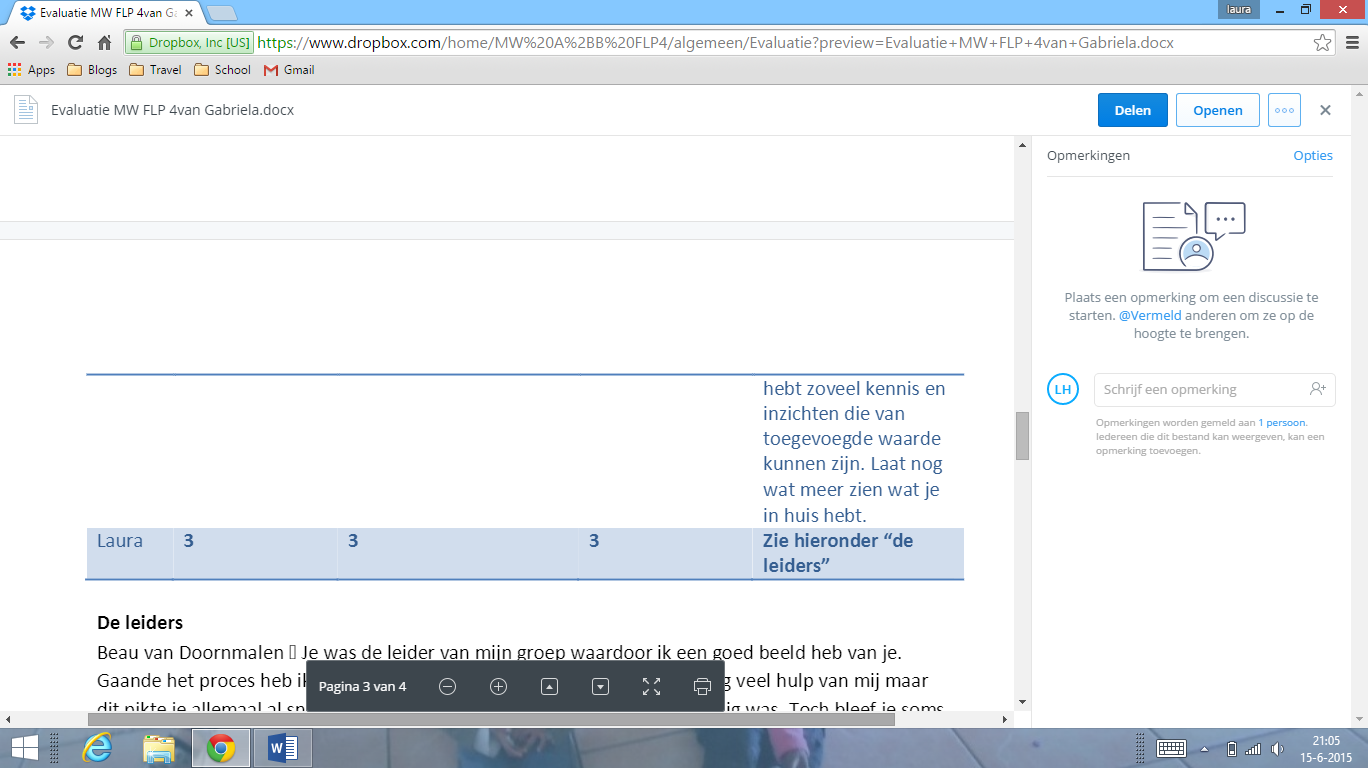 Evaluatie MW FLP 4van Ga
laura
Dropbox, Inc [US]
https://www.dropbox.com/home/MW%20A%2BB%20FLP4/algemeen/Evaluatie?preview=Evaluatie+MW+FLP+4van+Gabriela.docx
Apps Blogs Travel School Gmail
Evaluatie MW FLP 4van Gabriela.docx
Delen
Openen
hebt zoveel kennis en
inzichten die van
toegevoegde waarde
kunnen zijn. Laat nog
wat meer zien wat je
in huis hebt.
Laura 3 3 3 Zie hieronder “de
leiders”
De leiders
Beau van Doornmalen Je was de leider van mijn groep waardoor ik een goed beeld heb van je.
Gaande het proces heb ik veel hulp van mij maar
dit pikte je allemaal al was. Toch bleef je soms
Pagina 3 van 4
Opmerkingen
Opties
Plaats een opmerking om een discussie te
starten. @Vermeld anderen om ze op de
hoogte te brengen.
LH
Schrijf een opmerking
Opmerkingen worden gemeld aan 1 persoon.
Iedereen die dit bestand kan weergeven, kan een
opmerking toevoegen.
21:05
15-6-2015